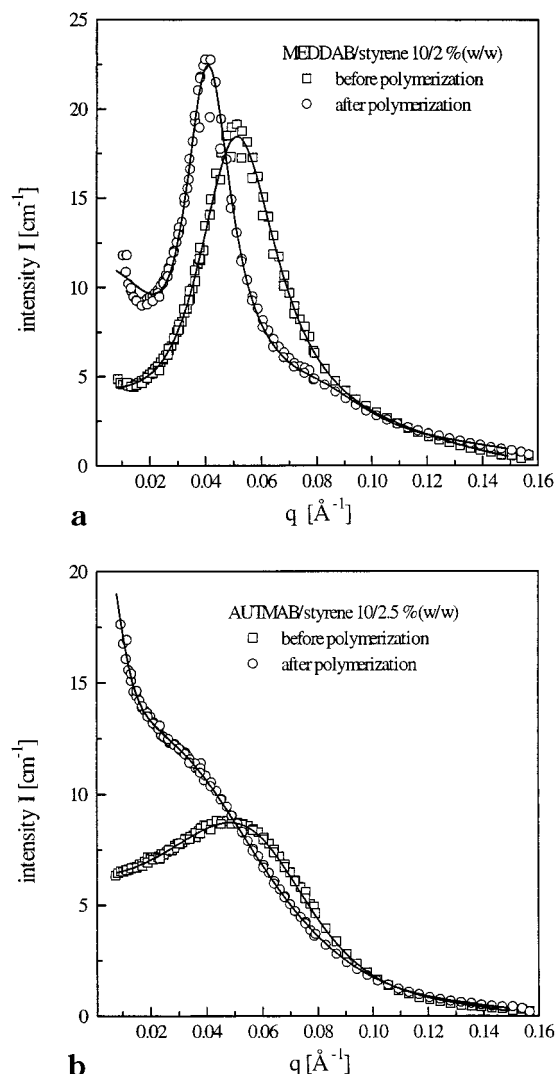 25
20
15
10
5
0
intensity I [cm⁻¹]
MEDDAB/styrene 10/2 %(w/w)
before polymerization
after polymerization
0.02 0.04 0.06 0.08 0.10 0.12 0.14 0.16
q [Å⁻¹]
a
20
15
10
5
0
intensity I [cm⁻¹]
AUTMAB/styrene 10/2.5 %(w/w)
before polymerization
after polymerization
0.02 0.04 0.06 0.08 0.10 0.12 0.14 0.16
q [Å⁻¹]
b